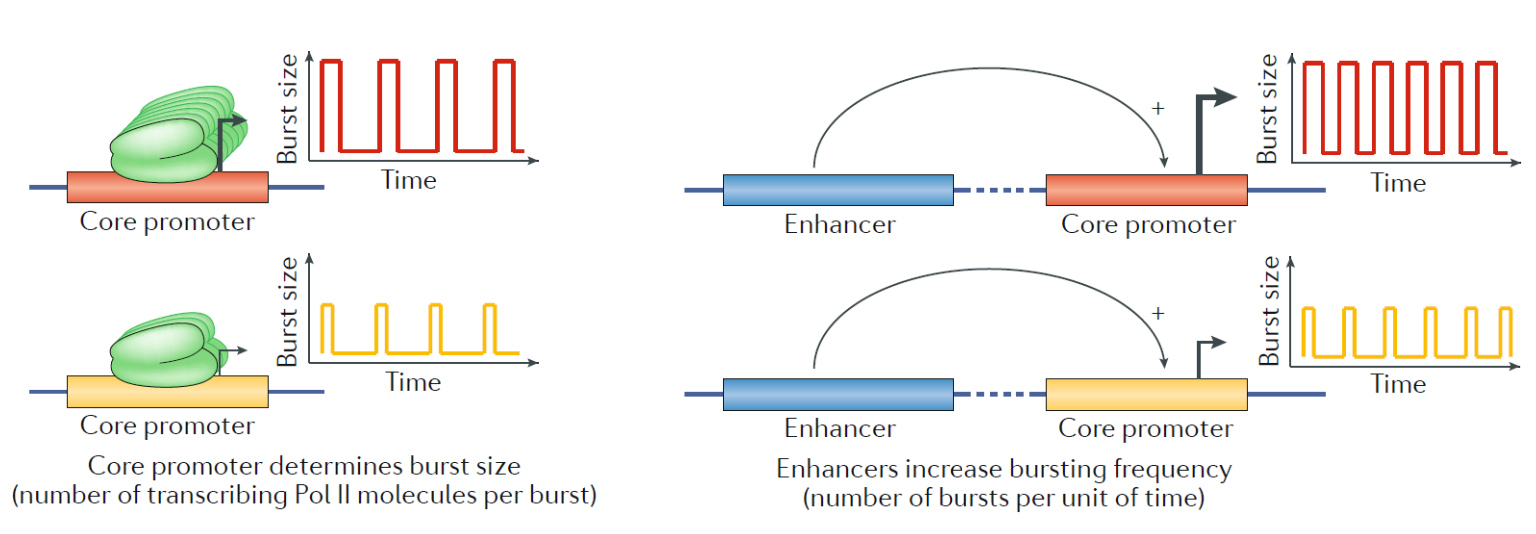 Burst size
Time
Core promoter
Burst size
Time
Core promoter
Core promoter determines burst size
(number of transcribing Pol II molecules per burst)
+
Burst size
Time
Enhancer
Core promoter
+
Burst size
Time
Enhancer
Core promoter
Enhancers increase bursting frequency
(number of bursts per unit of time)